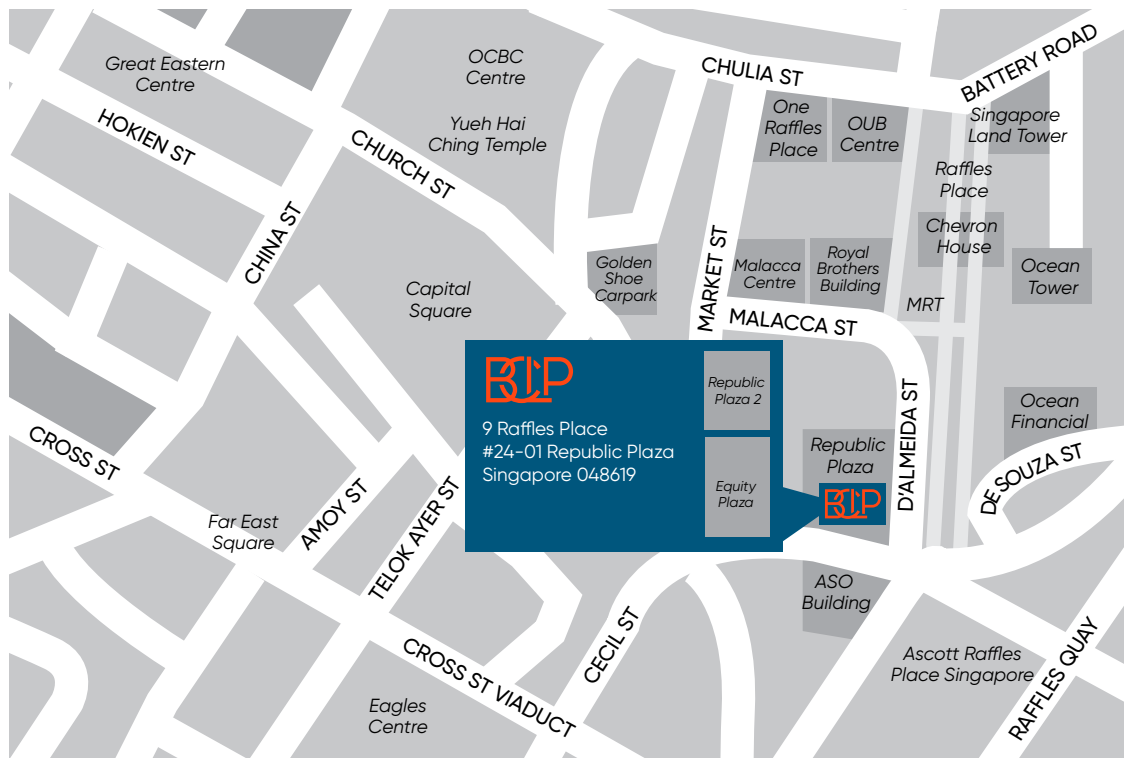 Great Eastern
Centre
OCBC
Centre
Yueh Hai
Ching Temple
HOKIEN ST
CHURCH ST
CHINA ST
CHULIA ST
BATTERY ROAD
One
Raffles
Place
OUB
Centre
Singapore
Land Tower
Raffles
Place
Chevron
House
Golden
Shoe
Carpark
MARKET ST
Malacca
Centre
Royal
Brothers
Building
MRT
Ocean
Tower
Capital
Square
MALACCA ST
BCLP
9 Raffles Place
#24-01 Republic Plaza
Singapore 048619
Republic
Plaza 2
Equity
Plaza
Republic
Plaza
BCLP
D'ALMEIDA ST
Ocean
Financial
DE SOUZA ST
CROSS ST
Far East
Square
AMOY ST
TELOK AYER ST
CECIL ST
ASO
Building
CROSS ST VIADUCT
Eagles
Centre
Ascott Raffles
Place Singapore
RAFFLES QUAY